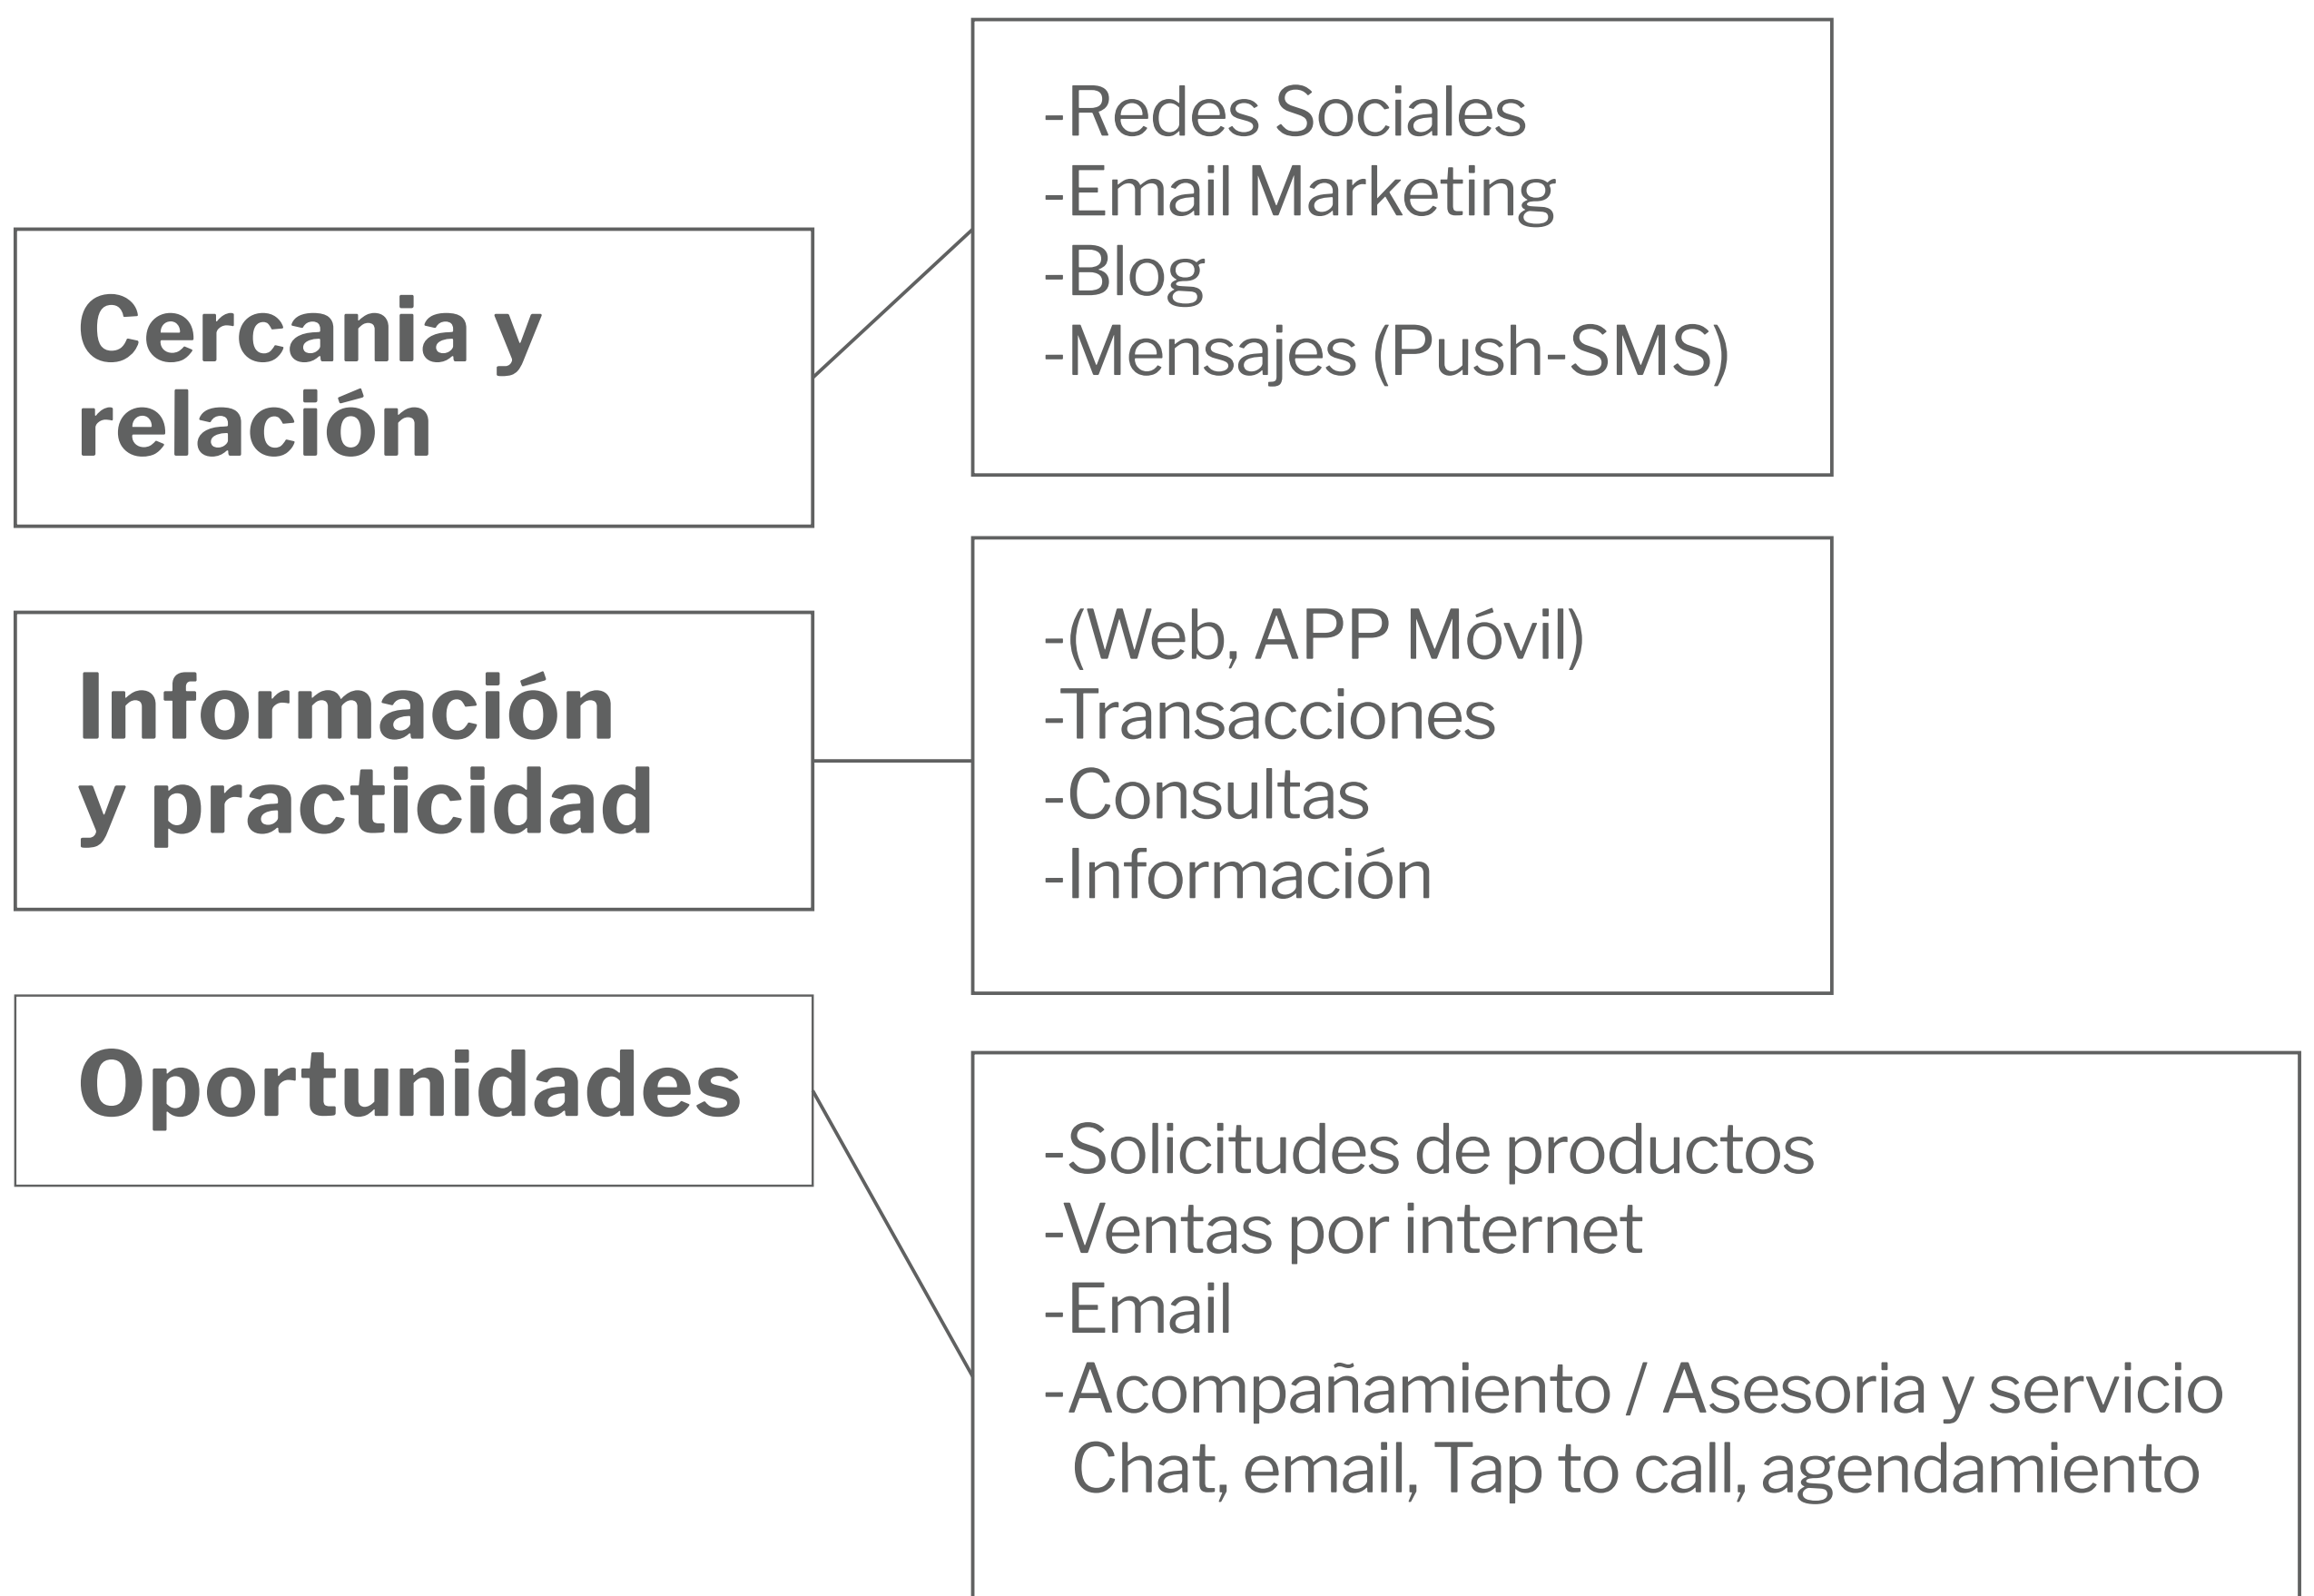 Cercania y
relación
-Redes Sociales
-Email Marketing
-Blog
-Mensajes (Push-SMS)
Información
y practicidad
-(Web, APP Móvil)
-Transacciones
-Consultas
-Información
Oportunidades
-Solicitudes de productos
-Ventas por internet
-Email
-Acompañamiento / Asesoria y servicio
Chat, email, Tap to call, agendamiento